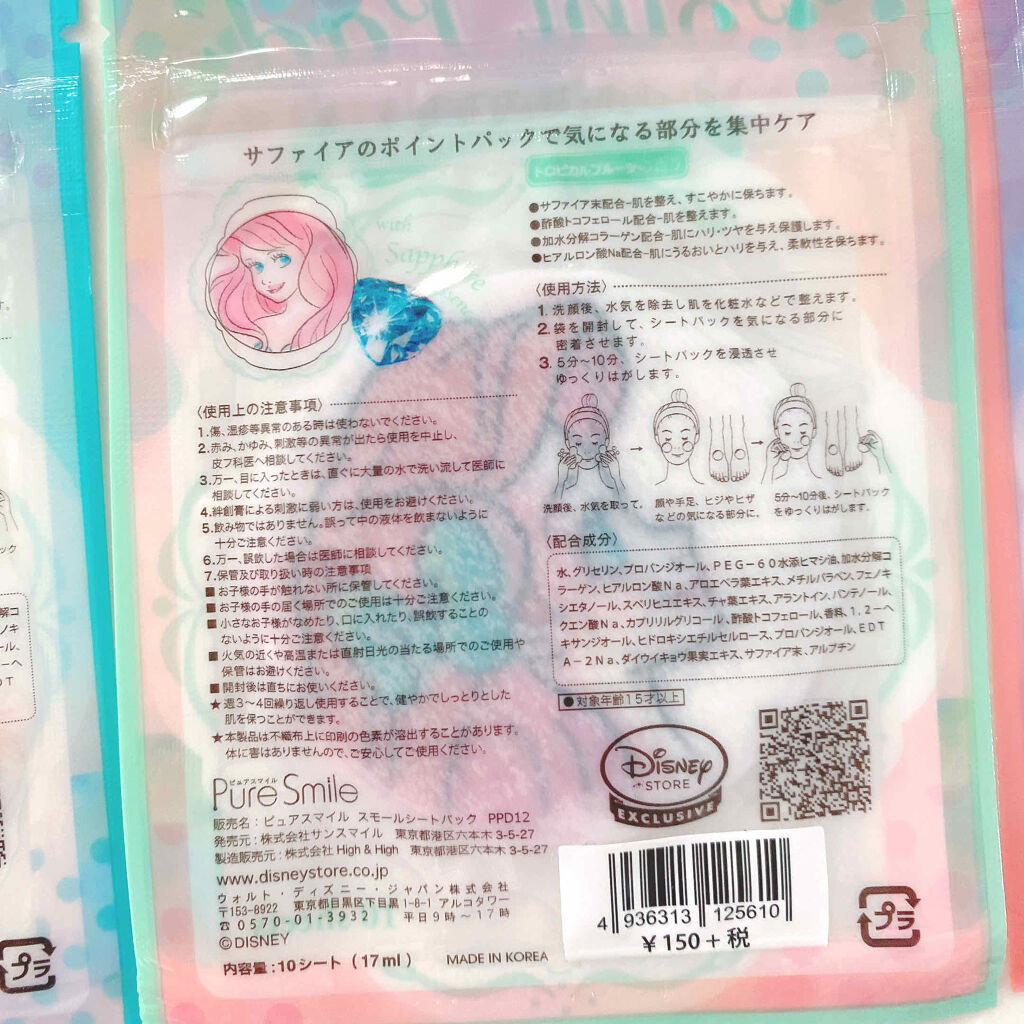 Point Pack
サファイアのポイントパックで気になる部分を集中ケア
トロピカルフルーツ
with
Sapphire
●サファイア末配合-肌を整え、すこやかに保ちます。
●酢酸トコフェロール配合-肌を整えます。
●加水分解コラーゲン配合-肌にハリ・ツヤを与え保護します。
●ヒアルロン酸Na配合-肌にうるおいとハリを与え、柔軟性を保ちます。
〈使用方法〉
1. 洗顔後、水気を除去し肌を化粧水などで整えます。
2. 袋を開封して、シートパックを気になる部分に
密着させます。
3. 5分〜10分、シートパックを浸透させ
ゆっくりはがします。
洗顔後、水気を取って。
顔や手足、ヒジやヒザ
などの気になる部分に。
5分〜10分後、シートパック
をゆっくりはがします。
〈使用上の注意事項〉
1.傷、湿疹等異常のある時は使わないでください。
2.赤み、かゆみ、刺激等の異常が出たら使用を中止し、
皮フ科医へ相談してください。
3.万一、目に入ったときは、直ぐに大量の水で洗い流して医師に
相談してください。
4.絆創膏による刺激に弱い方は、使用をお避けください。
5.飲み物ではありません。誤って中の液体を飲まないように
十分ご注意ください。
6.万一、誤飲した場合は医師に相談してください。
7.保管及び取り扱い時の注意事項
■お子様の手が触れない所に保管してください。
■お子様の手の届く場所でのご使用は十分ご注意ください。
■小さなお子様がなめたり、口に入れたり、誤飲することの
ないように十分ご注意ください。
■火気の近くや高温または直射日光の当たる場所でのご使用や
保管はお避けください。
■開封後は直ちにお使いください。
★週3〜4回繰り返し使用することで、健やかでしっとりとした
肌を保つことができます。
★本製品は不織布上に印刷の色素が溶出することがあります。
体に害はありませんので、ご安心してご使用ください。
〈配合成分〉
水、グリセリン、プロパンジオール、PEG-60水添ヒマシ油、加水分解コ
ラーゲン、ヒアルロン酸Na、アロエベラ葉エキス、メチルパラベン、フェノキ
シエタノール、スベリヒユエキス、チャ葉エキス、アラントイン、パンテノール、
クエン酸Na、カプリリルグリコール、酢酸トコフェロール、香料、1,2-ヘ
キサンジオール、ヒドロキシエチルセルロース、プロパンジオール、EDT
A-2Na、ダイウイキョウ果実エキス、サファイア末、アルブチン
●対象年齢15才以上
ピュアスマイル
Pure Smile
販売名:ピュアスマイル スモールシートパック PPD12
発売元:株式会社サンスマイル 東京都港区六本木3-5-27
製造販売元:株式会社High & High 東京都港区六本木3-5-27
www.disneystore.co.jp
ウォルト・ディズニー・ジャパン株式会社
〒153-8922 東京都目黒区下目黒1-8-1 アルコタワー
☎0570-01-3932 平日9時〜17時
©DISNEY
内容量:10シート(17ml) MADE IN KOREA
Disney
STORE
EXCLUSIVE
4 936313 125610
¥150+税
プラ
プラ